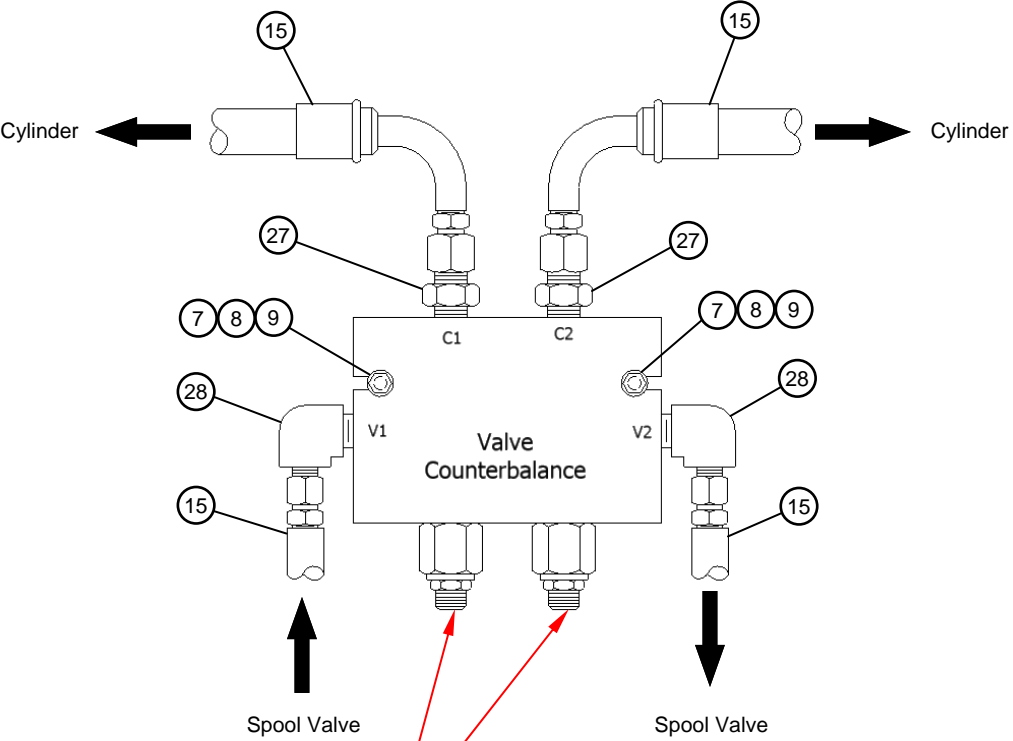 15
15
Cylinder
Cylinder
27
27
7 8 9
7 8 9
C1
C2
28
28
V1
V2
Valve
Counterbalance
15
15
Spool Valve
Spool Valve